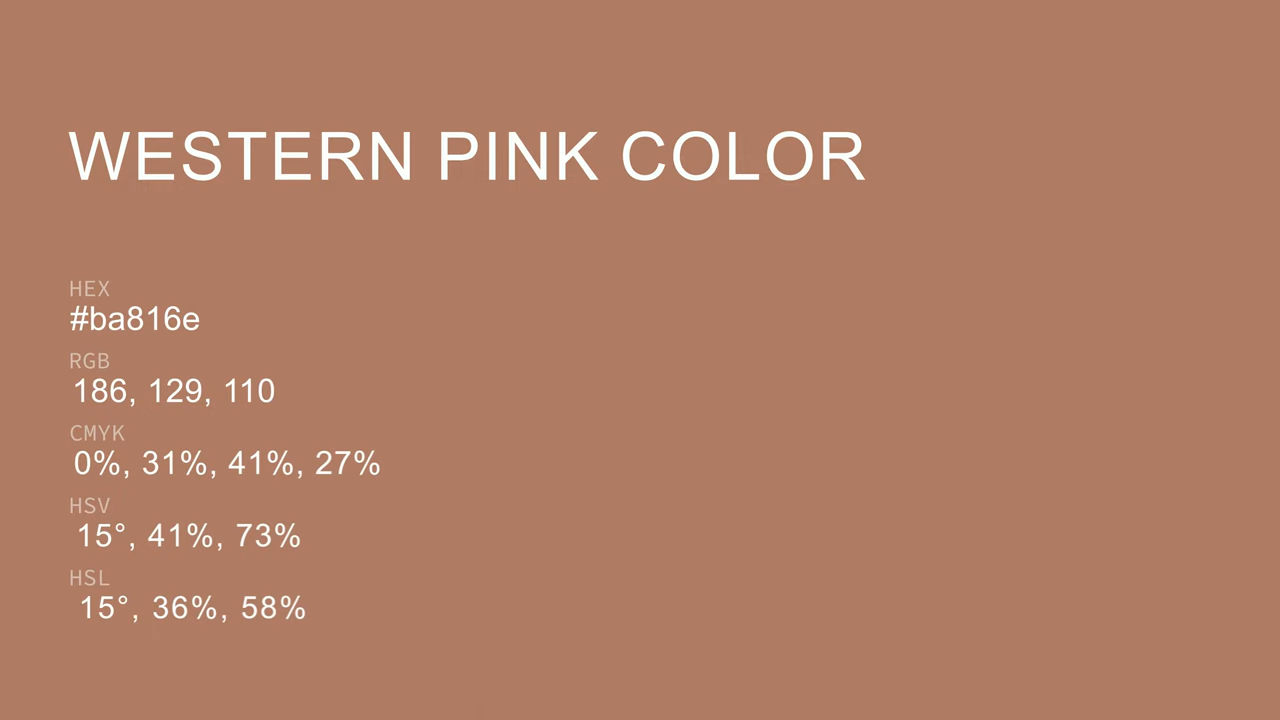 WESTERN PINK COLOR
HEX
#ba816e
RGB
186, 129, 110
CMYK
0%, 31%, 41%, 27%
HSV
15°, 41%, 73%
HSL
15°, 36%, 58%